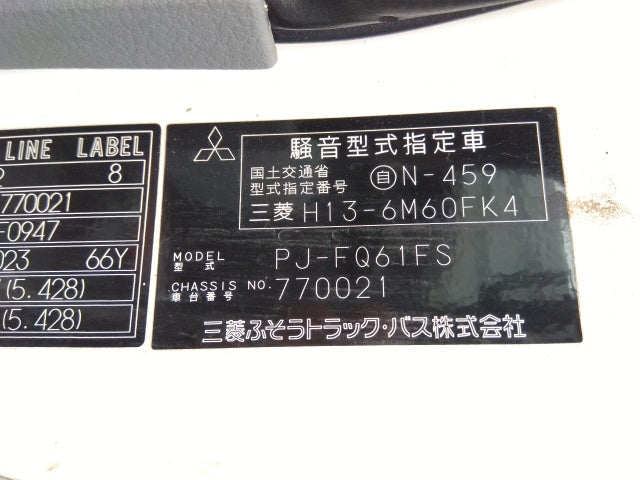 LINE LABEL
8
770021
-0947
023 66Y
(5.428)
(5.428)
騒音型式指定車
国土交通省
型式指定番号 自N-459
三菱 H13-6M60FK4
MODEL
型式 PJ-FQ61FS
CHASSIS NO.
車台番号 770021
三菱ふそうトラック・バス株式会社